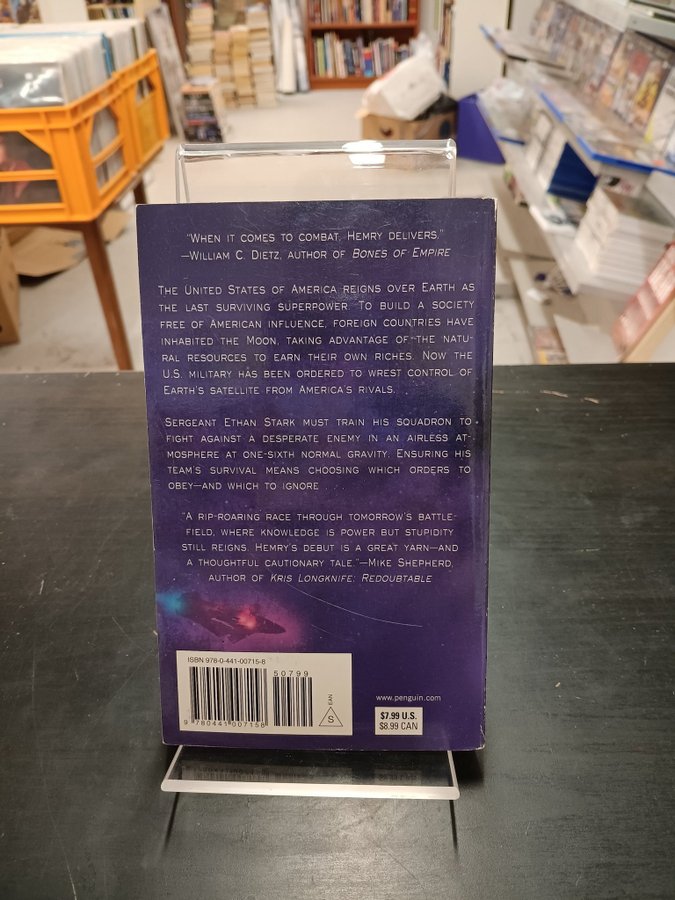 "When it comes to combat, Hemry delivers."
—William C. Dietz, author of Bones of Empire
The United States of America reigns over Earth as
the last surviving superpower. To build a society
free of American influence, foreign countries have
inhabited the Moon, taking advantage of the natu-
ral resources to earn their own riches. Now the
U.S. military has been ordered to wrest control of
Earth's satellite from America's rivals.
Sergeant Ethan Stark must train his squadron to
fight against a desperate enemy in an airless at-
mosphere at one-sixth normal gravity. Ensuring his
team's survival means choosing which orders to
obey—and which to ignore . . .
"A rip-roaring race through tomorrow's battle-
field, where knowledge is power but stupidity
still reigns. Hemry's debut is a great yarn—and
a thoughtful cautionary tale."—Mike Shepherd,
author of Kris Longknife: Redoubtable
ISBN 978-0-441-00715-8
50799
9 780441 007158
EAN
S
www.penguin.com
$7.99 U.S.
$8.99 CAN